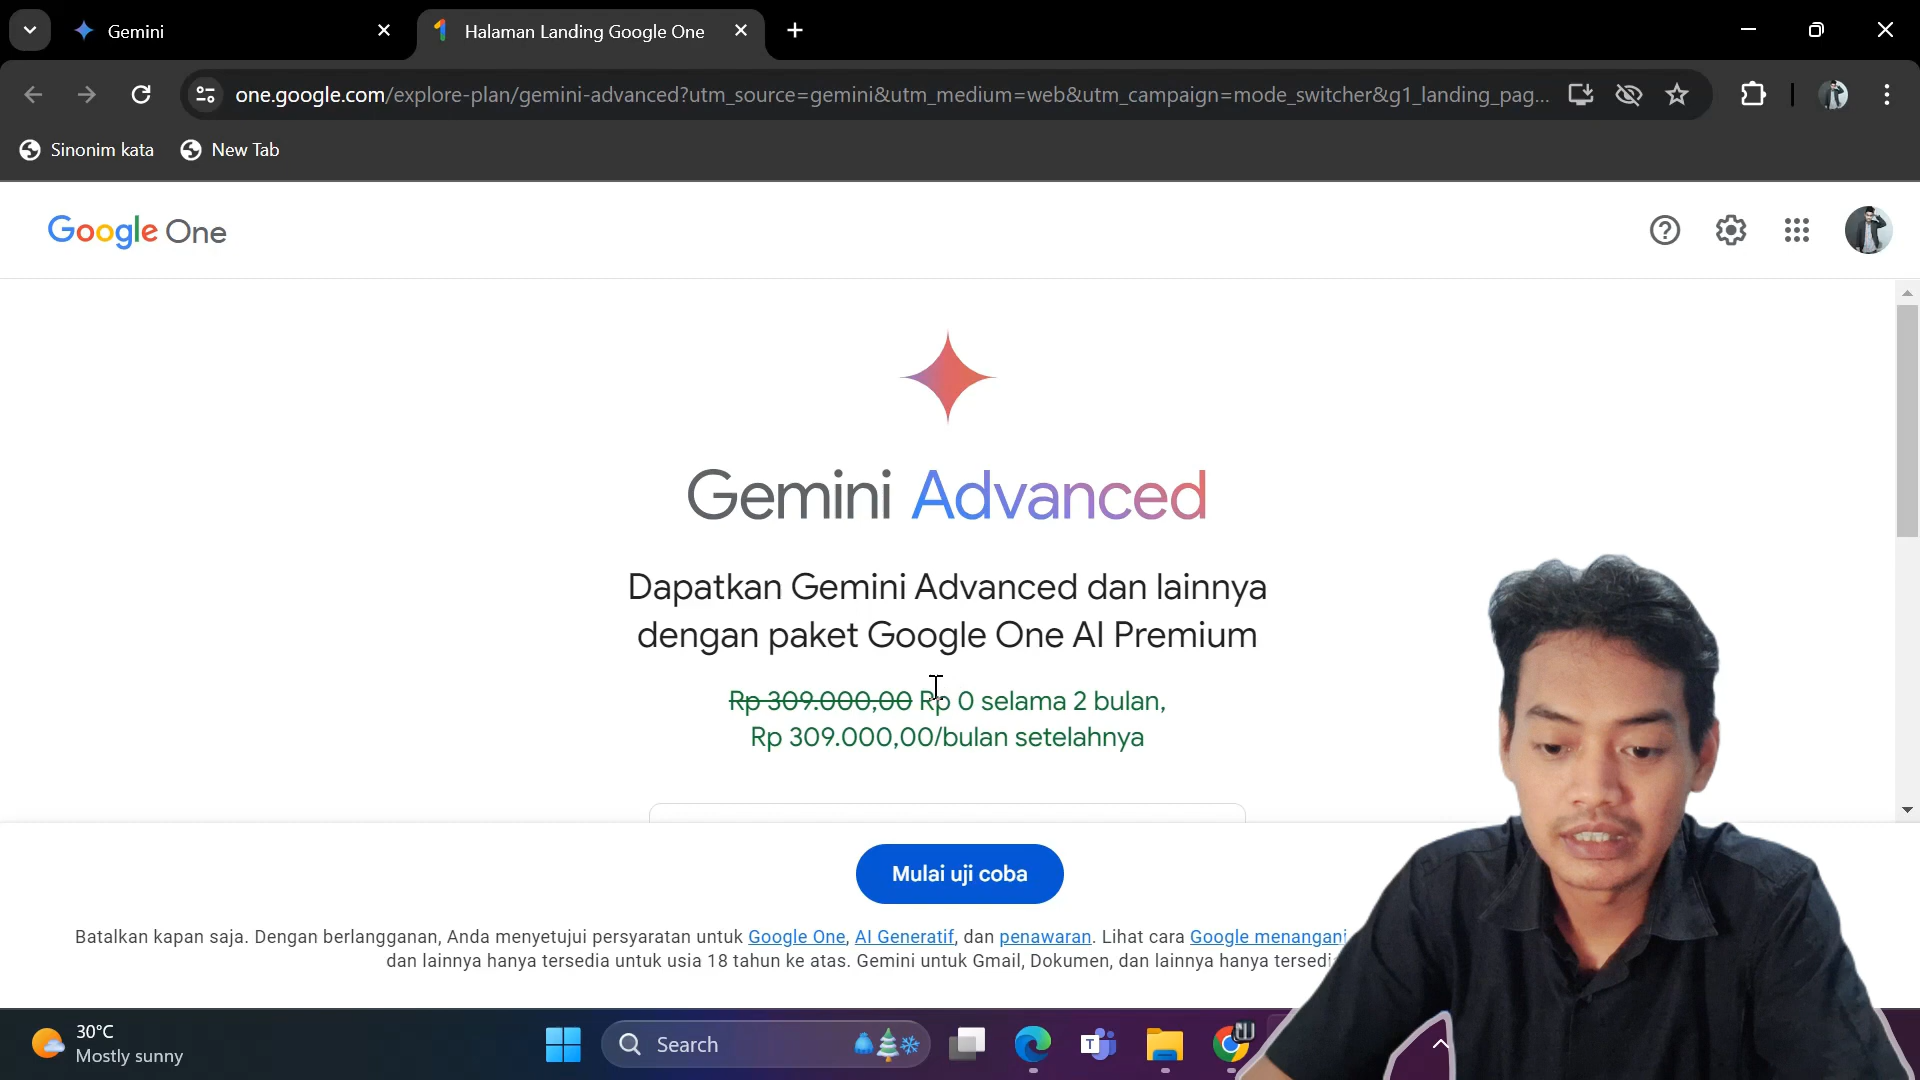 Gemini
Halaman Landing Google One
one.google.com/explore-plan/gemini-advanced?utm_source=gemini&utm_medium=web&utm_campaign=mode_switcher&g1_landing_pag...
Sinonim kata
New Tab
Google One
Gemini Advanced
Dapatkan Gemini Advanced dan lainnya
dengan paket Google One AI Premium
Rp 309.000,00 Rp 0 selama 2 bulan,
Rp 309.000,00/bulan setelahnya
Mulai uji coba
Batalkan kapan saja. Dengan berlangganan, Anda menyetujui persyaratan untuk Google One, AI Generatif, dan penawaran. Lihat cara Google menangani
dan lainnya hanya tersedia untuk usia 18 tahun ke atas. Gemini untuk Gmail, Dokumen, dan lainnya hanya
30°C
Mostly sunny
Search